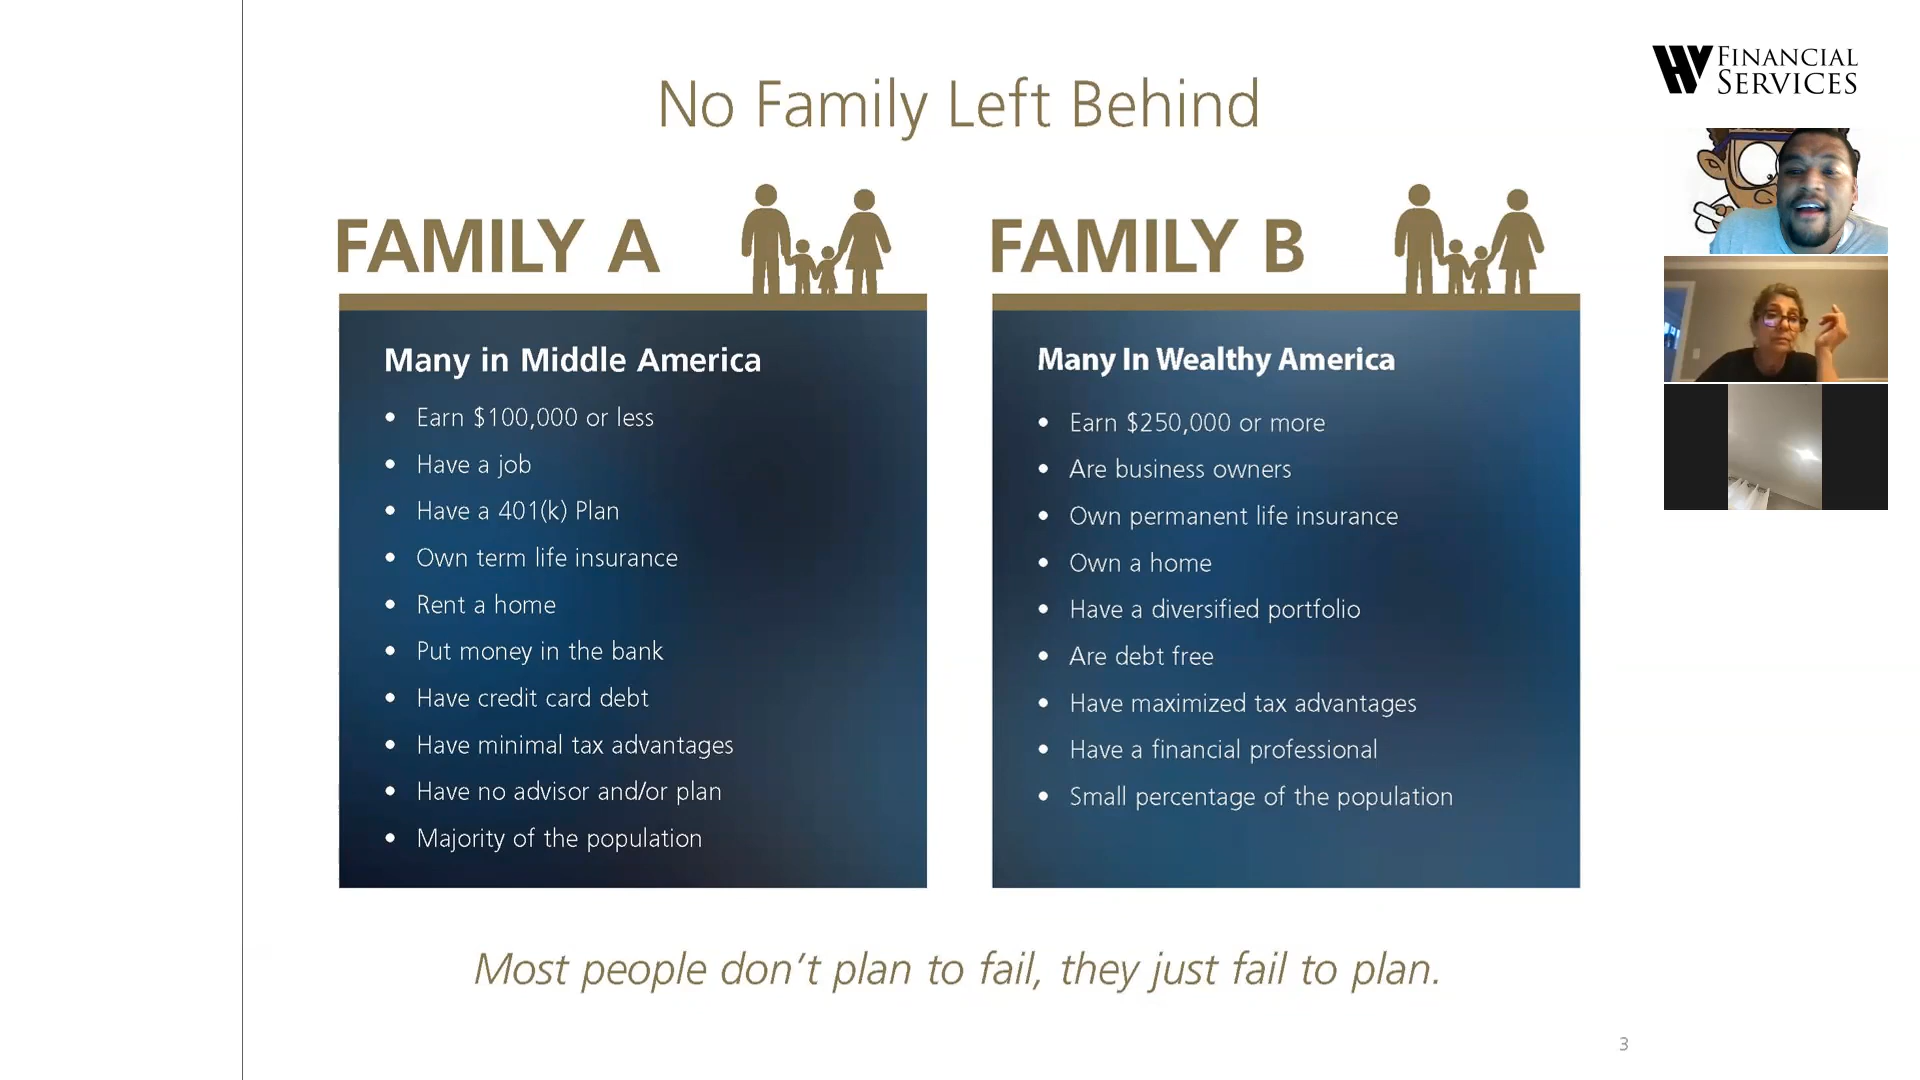 No Family Left Behind
HW FINANCIAL
SERVICES
FAMILY A
Many in Middle America
• Earn $100,000 or less
• Have a job
• Have a 401(k) Plan
• Own term life insurance
• Rent a home
• Put money in the bank
• Have credit card debt
• Have minimal tax advantages
• Have no advisor and/or plan
• Majority of the population
FAMILY B
Many In Wealthy America
• Earn $250,000 or more
• Are business owners
• Own permanent life insurance
• Own a home
• Have a diversified portfolio
• Are debt free
• Have maximized tax advantages
• Have a financial professional
• Small percentage of the population
Most people don't plan to fail, they just fail to plan.
3